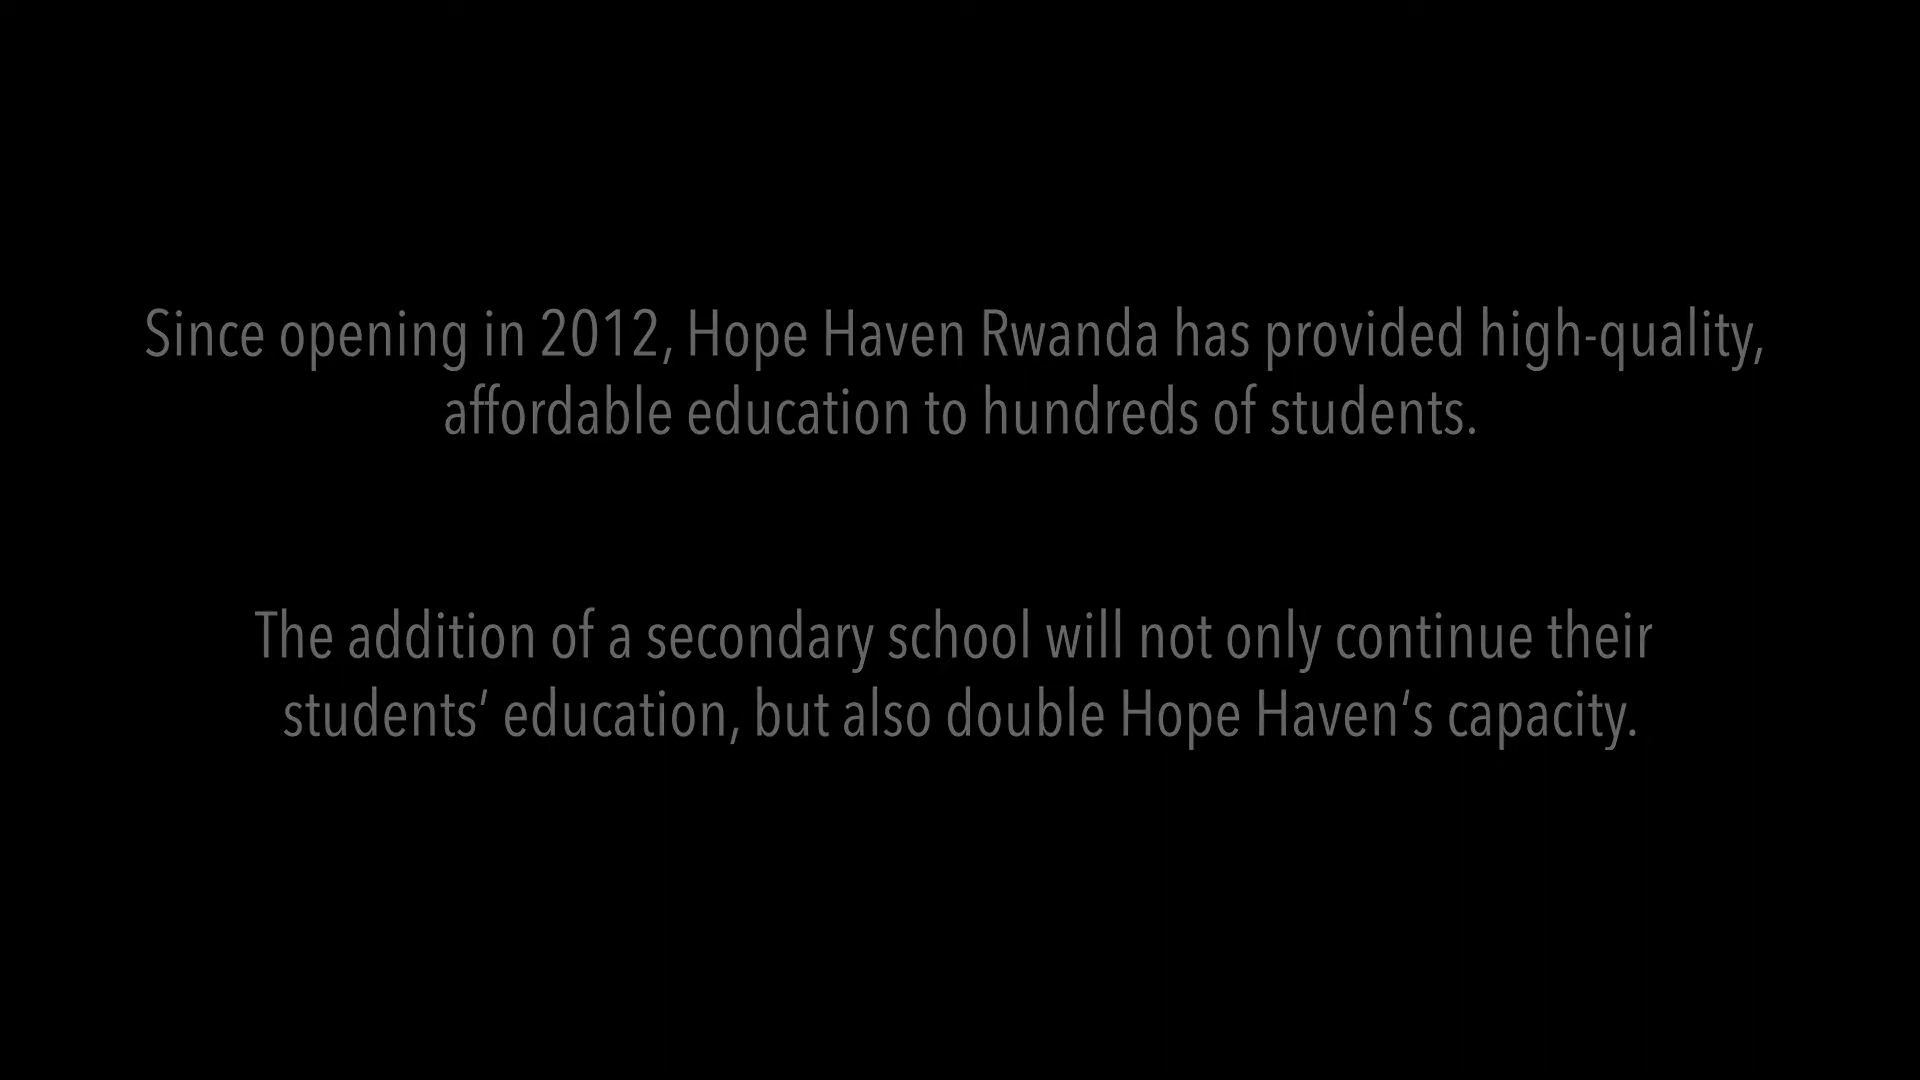 Since opening in 2012, Hope Haven Rwanda has provided high-quality,
affordable education to hundreds of students.
The addition of a secondary school will not only continue their
students’ education, but also double Hope Haven‘s capacity.